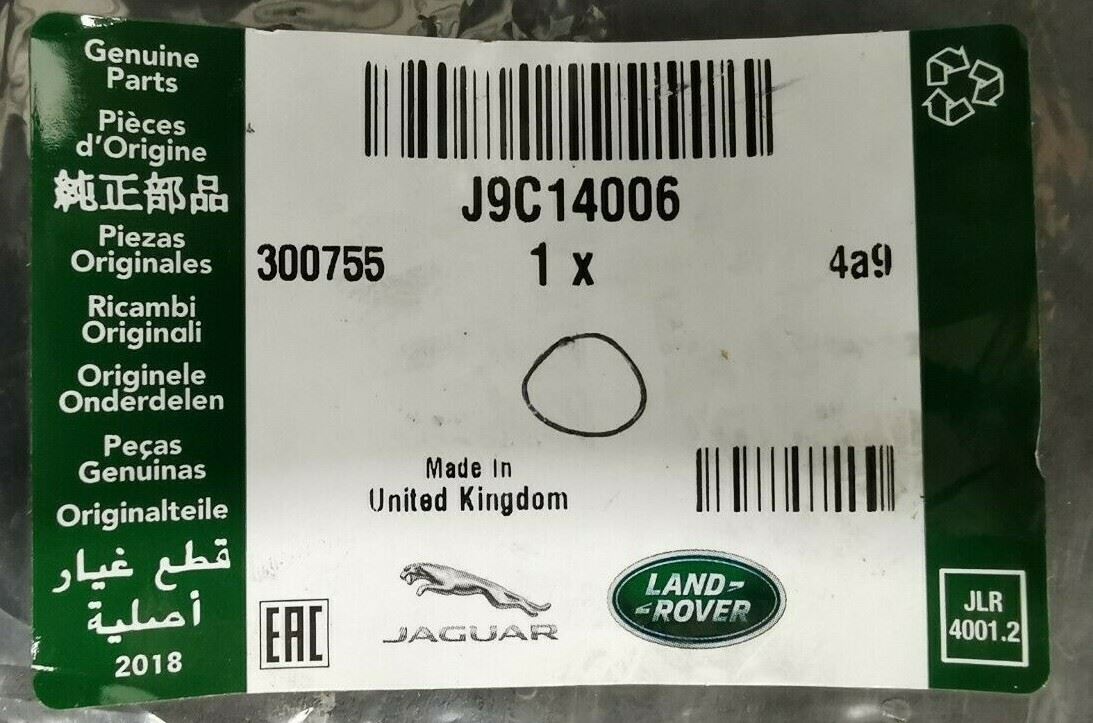 Genuine
Parts
Pièces
d'Origine
純正部品
Piezas
Originales
Ricambi
Originali
Originele
Onderdelen
Peças
Genuinas
Originalteile
قطع غيار
أصلية
2018
J9C14006
300755 1 x 4a9
Made In
United Kingdom
EAC
JAGUAR
LAND-
-ROVER
JLR
4001.2